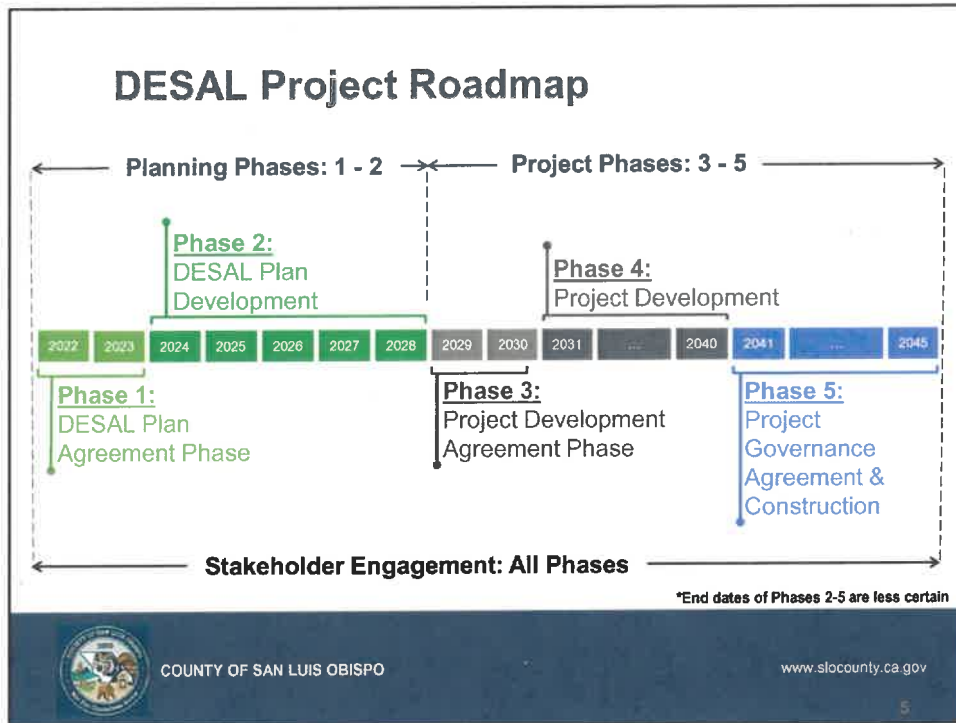 DESAL Project Roadmap
Planning Phases: 1 - 2
Project Phases: 3 - 5
Phase 2:
DESAL Plan
Development
Phase 4:
Project Development
2022 2023 2024 2025 2026 2027 2028 2029 2030 2031 ... 2040 2041 ... 2045
Phase 1:
DESAL Plan
Agreement Phase
Phase 3:
Project Development
Agreement Phase
Phase 5:
Project
Governance
Agreement &
Construction
Stakeholder Engagement: All Phases
*End dates of Phases 2-5 are less certain
COUNTY OF SAN LUIS OBISPO
www.slocounty.ca.gov
5